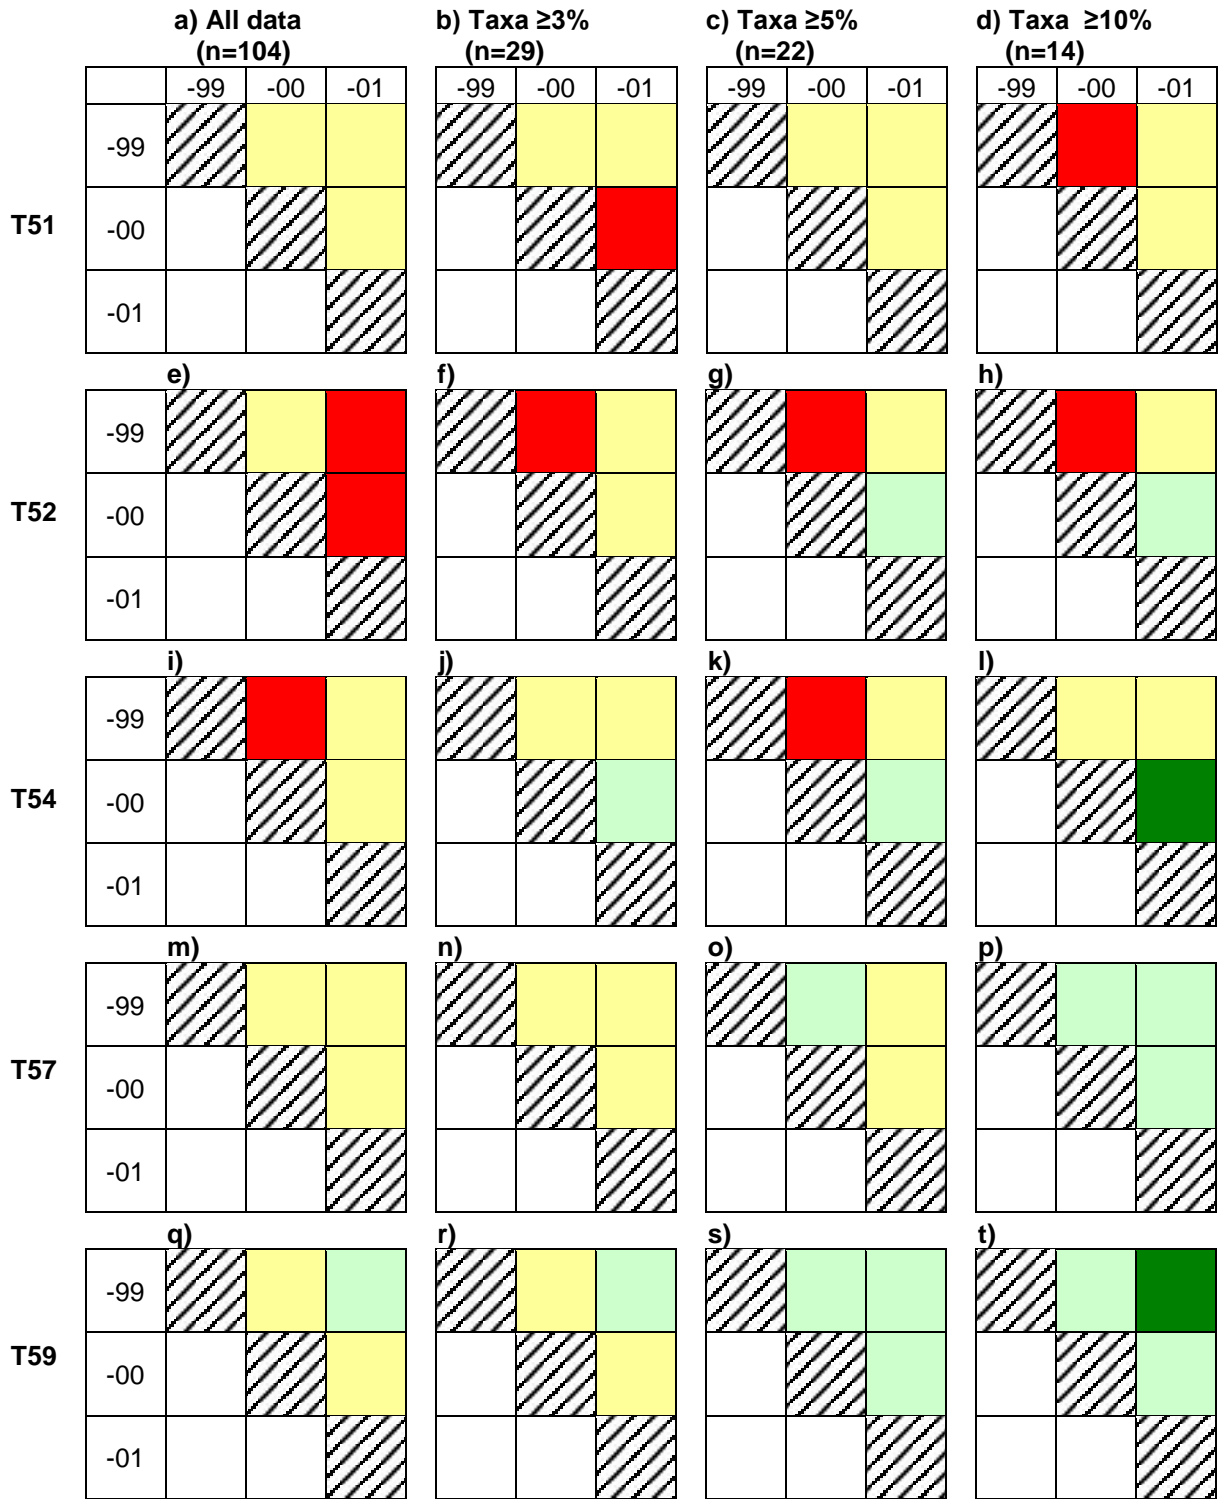 a) All data b) Taxa ≥3% c) Taxa ≥5% d) Taxa ≥10%
(n=104) (n=29) (n=22) (n=14)
-99 -00 -01 -99 -00 -01 -99 -00 -01 -99 -00 -01
-99
T51 -00
-01
e) f) g) h)
-99
T52 -00
-01
i) j) k) l)
-99
T54 -00
-01
m) n) o) p)
-99
T57 -00
-01
q) r) s) t)
-99
T59 -00
-01